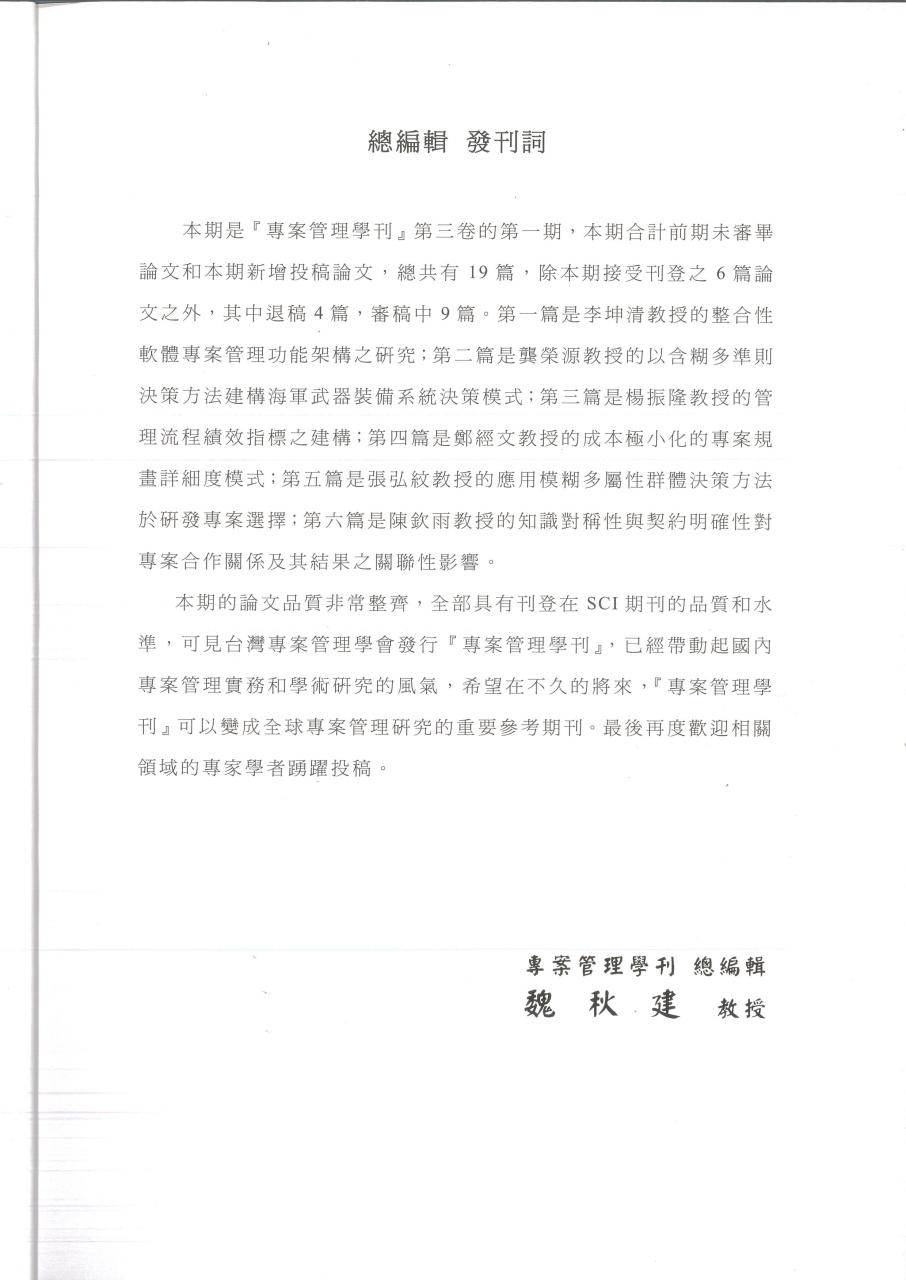 總編輯 發刊詞
本期是『專案管理學刊』第三卷的第一期，本期合計前期未審畢
論文和本期新增投稿論文，總共有 19 篇，除本期接受刊登之 6 篇論
文之外，其中退稿 4 篇，審稿中 9 篇。第一篇是李坤清教授的整合性
軟體專案管理功能架構之研究；第二篇是龔榮源教授的以含糊多準則
決策方法建構海軍武器裝備系統決策模式；第三篇是楊振隆教授的管
理流程績效指標之建構；第四篇是鄭經文教授的成本極小化的專案規
畫詳細度模式；第五篇是張弘紋教授的應用模糊多屬性群體決策方法
於研發專案選擇；第六篇是陳欽雨教授的知識對稱性與契約明確性對
專案合作關係及其結果之關聯性影響。
本期的論文品質非常整齊，全部具有刊登在 SCI 期刊的品質和水
準，可見台灣專案管理學會發行『專案管理學刊』，已經帶動起國內
專案管理實務和學術研究的風氣，希望在不久的將來，『專案管理學
刊』可以變成全球專案管理研究的重要參考期刊。最後再度歡迎相關
領域的專家學者踴躍投稿。
專案管理學刊 總編輯
魏 秋 建 教授